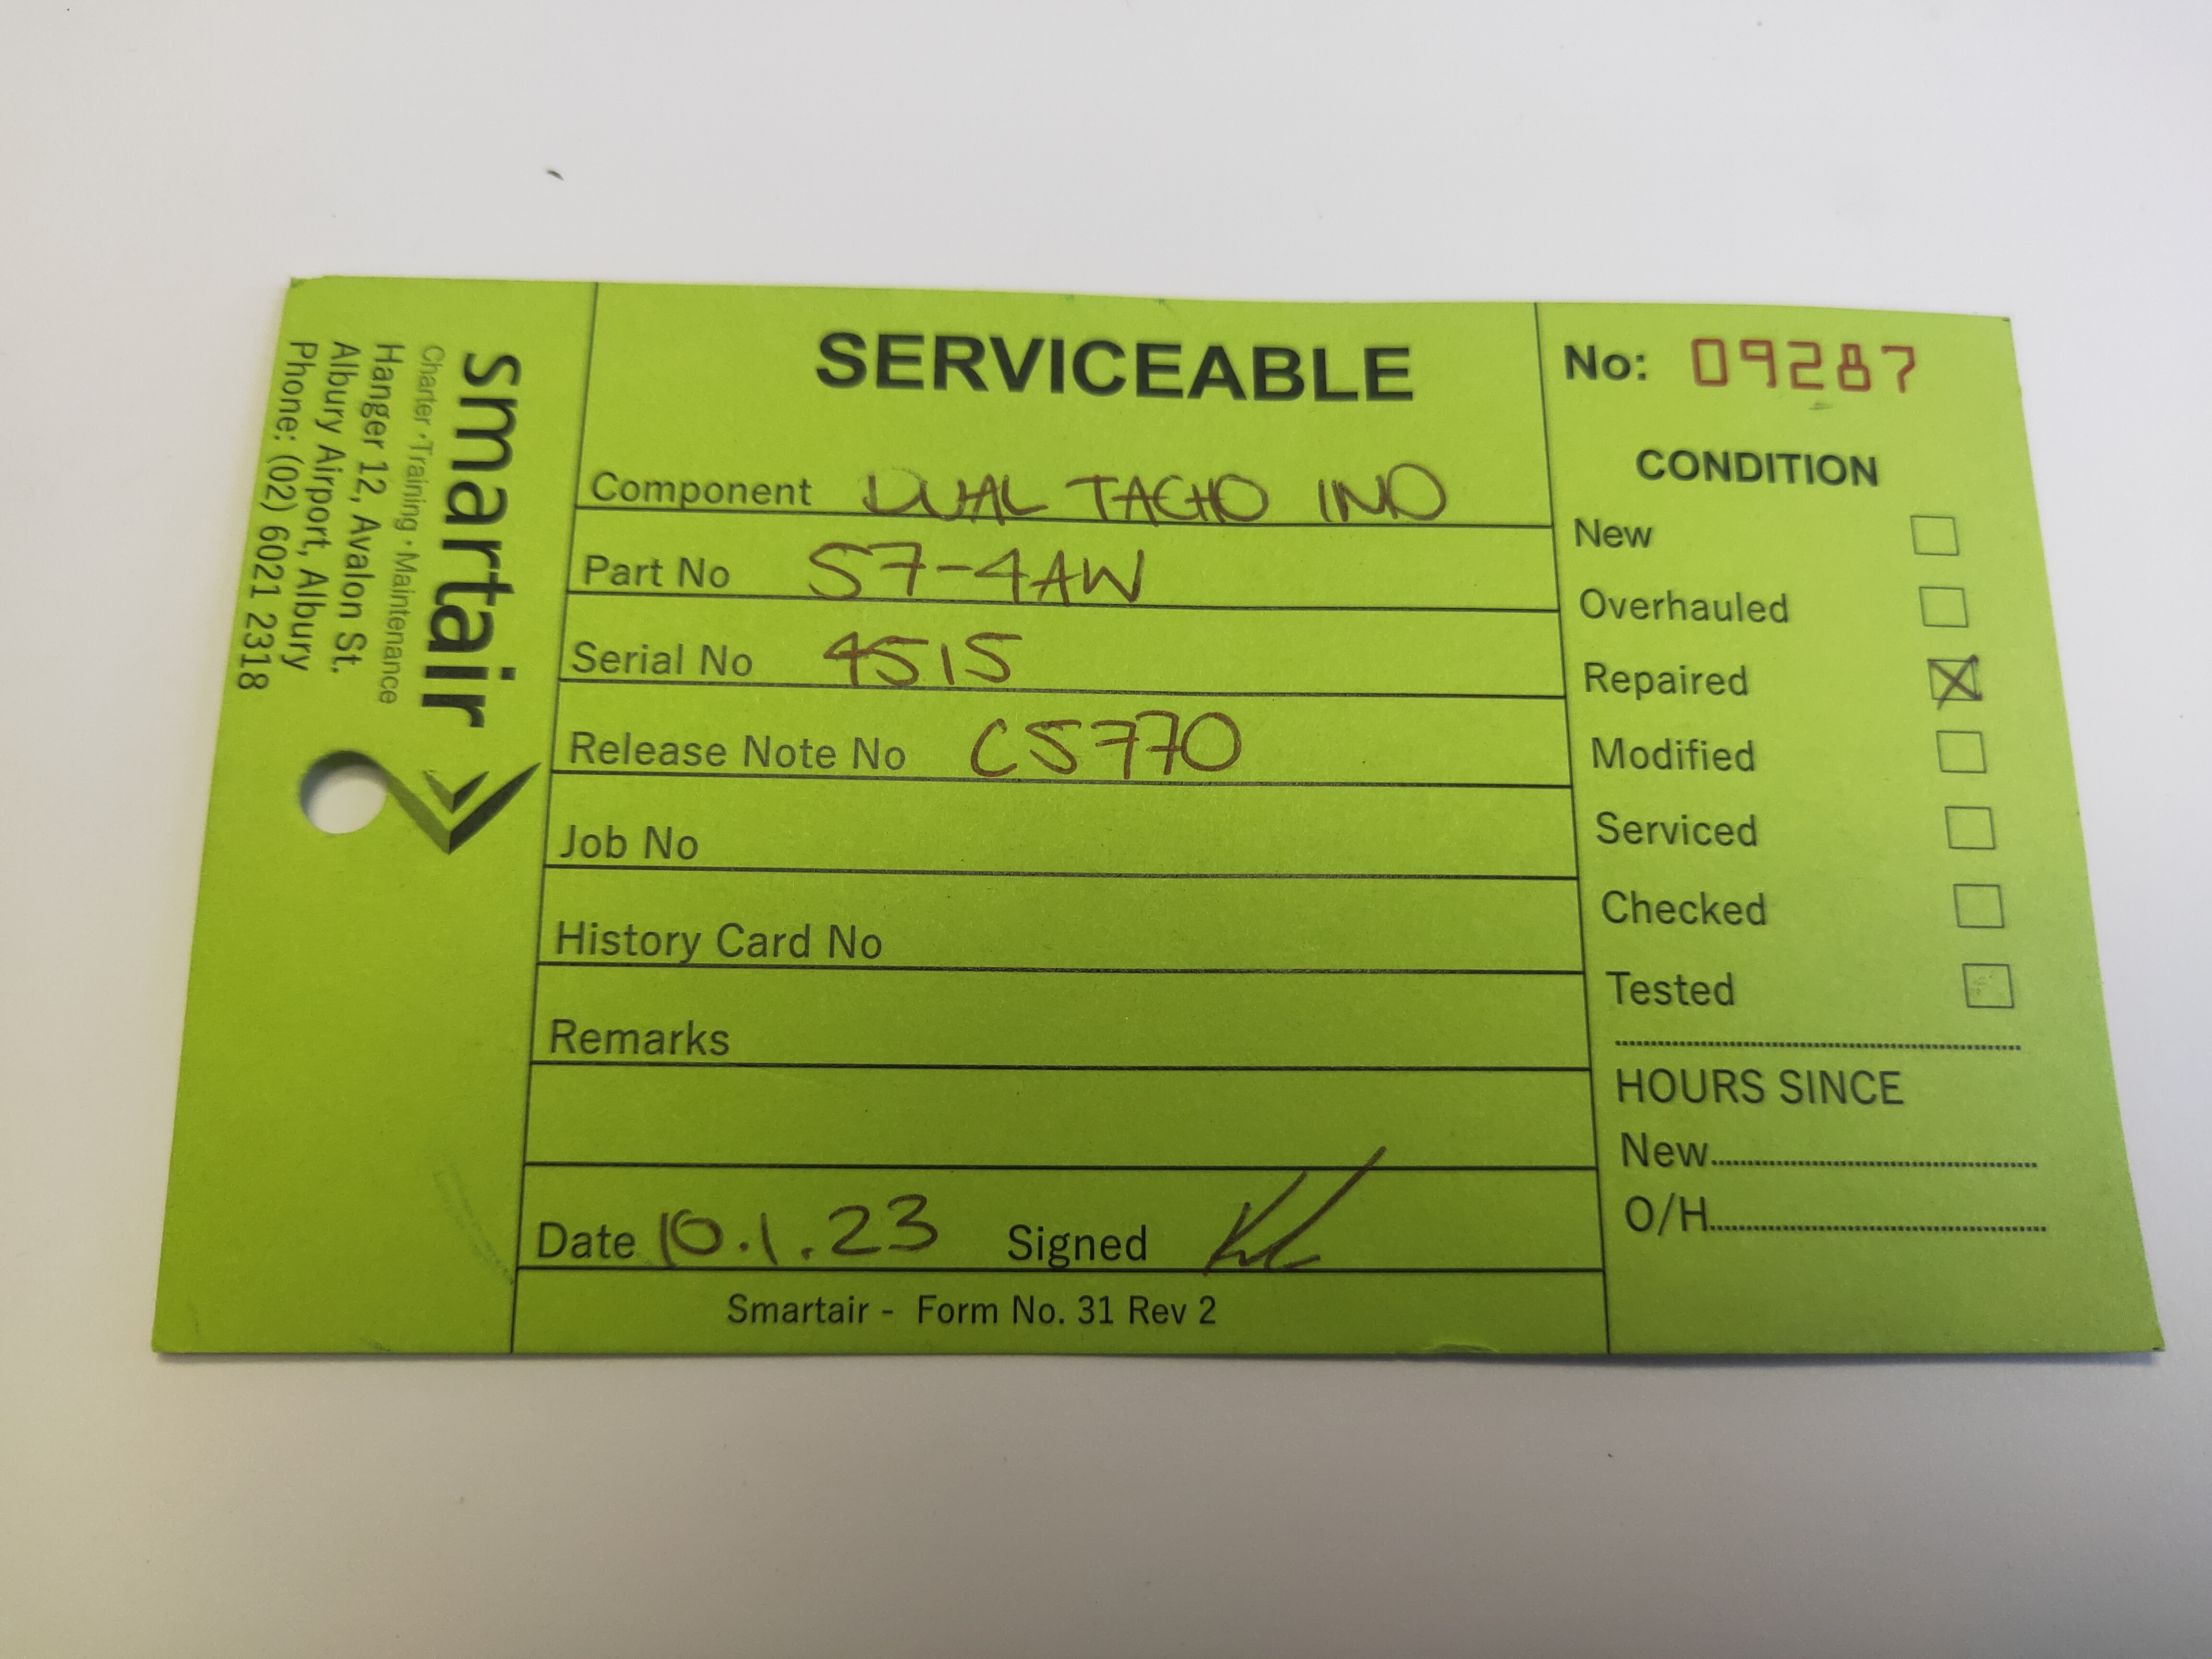 smartair
Charter · Training · Maintenance
Hanger 12, Avalon St.
Albury Airport, Albury
Phone: (02) 6021 2318
SERVICEABLE
Component DUAL TACHO IND
Part No S7-4AW
Serial No 4515
Release Note No C5770
Job No
History Card No
Remarks
Date 10.1.23 Signed
Smartair - Form No. 31 Rev 2
No: 09287
CONDITION
New
Overhauled
Repaired
Modified
Serviced
Checked
Tested
HOURS SINCE
New
O/H